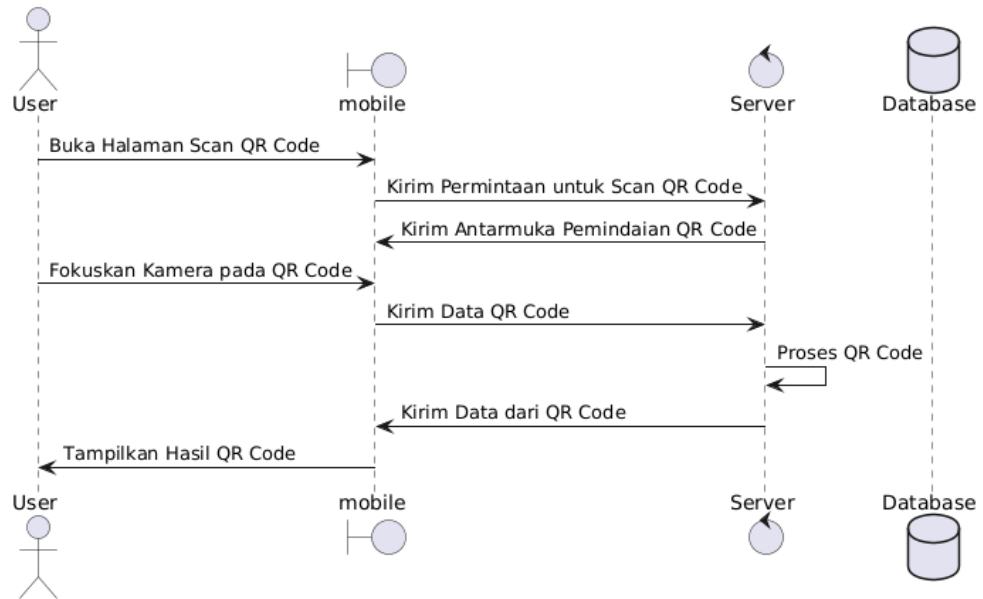 User
mobile
Server
Database
Buka Halaman Scan QR Code
Kirim Permintaan untuk Scan QR Code
Kirim Antarmuka Pemindaian QR Code
Fokuskan Kamera pada QR Code
Kirim Data QR Code
Proses QR Code
Kirim Data dari QR Code
Tampilkan Hasil QR Code
User
mobile
Server
Database